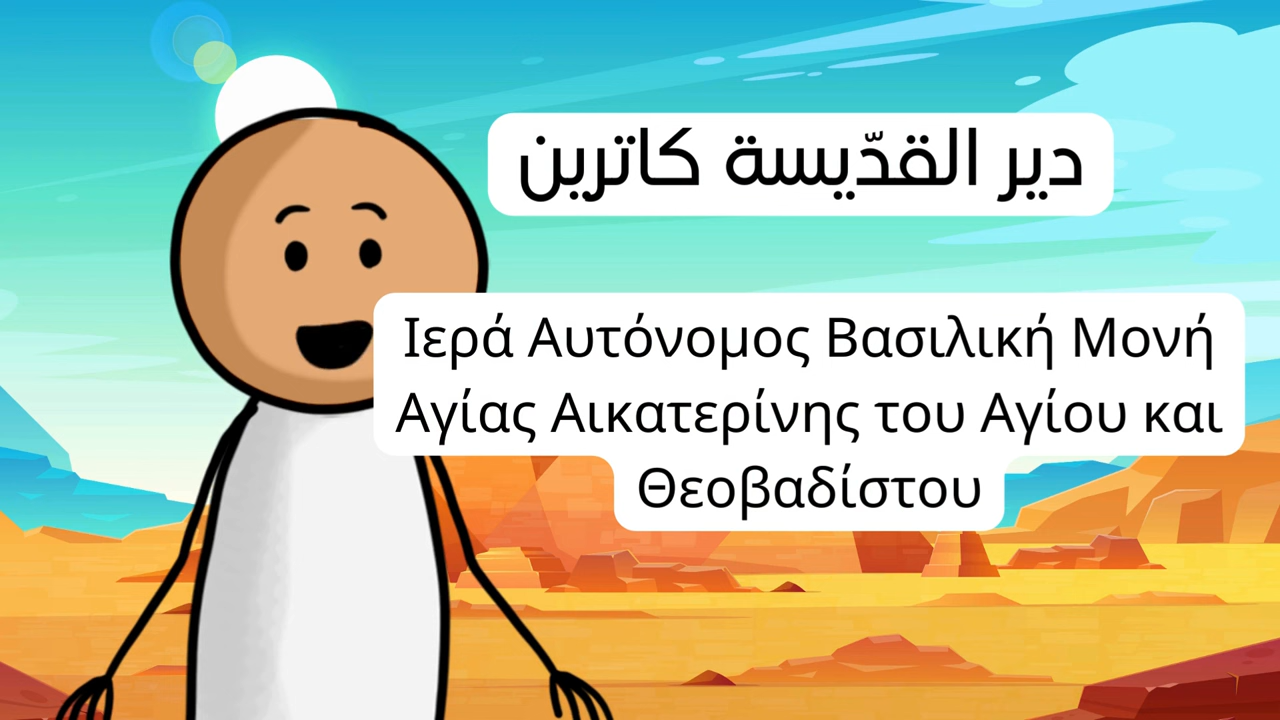 دير القدّيسة كاترين
Ιερά Αυτόνομος Βασιλική Μονή
Αγίας Αικατερίνης του Αγίου και
Θεοβαδίστου